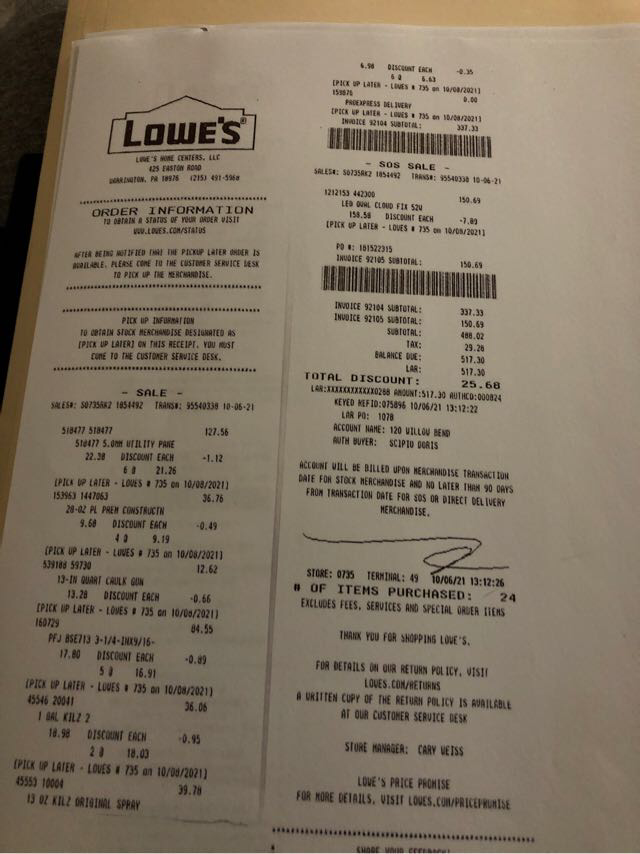 LOWE'S®
LOWE'S HOME CENTERS, LLC
425 EASTON ROAD
WARRINGTON, PA 18976 (215) 491-5968
ORDER INFORMATION
TO OBTAIN A STATUS OF YOUR ORDER VISIT
WWW.LOWES.COM/STATUS
AFTER BEING NOTIFIED THAT THE PICKUP LATER ORDER IS
AVAILABLE, PLEASE COME TO THE CUSTOMER SERVICE DESK
TO PICK UP THE MERCHANDISE.
PICK UP INFORMATION
TO OBTAIN STOCK MERCHANDISE DESIGNATED AS
[PICK UP LATER] ON THIS RECEIPT, YOU MUST
COME TO THE CUSTOMER SERVICE DESK.
- SALE -
SALES#: S0735RK2 1854492 TRANS#: 95540338 10-06-21
518477 518477 127.56
518477 5.0MM UTILITY PANE
22.38 DISCOUNT EACH -1.12
6 @ 21.26
[PICK UP LATER - LOWES # 735 on 10/08/2021]
153963 1447063 36.76
28-OZ PL PREM CONSTRUCTN
9.68 DISCOUNT EACH -0.49
4 @ 9.19
[PICK UP LATER - LOWES # 735 on 10/08/2021]
539188 59730 12.62
13-IN QUART CAULK GUN
13.28 DISCOUNT EACH -0.66
[PICK UP LATER - LOWES # 735 on 10/08/2021]
160729 84.55
PFJ BSE713 3-1/4-INX9/16-
17.80 DISCOUNT EACH -0.89
5 @ 16.91
[PICK UP LATER - LOWES # 735 on 10/08/2021]
45546 20041 36.06
1 GAL KILZ 2
18.98 DISCOUNT EACH -0.95
2 @ 18.03
[PICK UP LATER - LOWES # 735 on 10/08/2021]
45553 10004 39.78
13 OZ KILZ ORIGINAL SPRAY
6.98 DISCOUNT EACH -0.35
6 @ 6.63
[PICK UP LATER - LOWES # 735 on 10/08/2021]
159876 0.00
PROEXPRESS DELIVERY
[PICK UP LATER - LOWES # 735 on 10/08/2021]
INVOICE 92104 SUBTOTAL: 337.33
- SOS SALE -
SALES#: S0735RK2 1854492 TRANS#: 95540338 10-06-21
1212153 442300 150.69
LED OVAL CLOUD FIX 52W
158.58 DISCOUNT EACH -7.89
[PICK UP LATER - LOWES # 735 on 10/08/2021]
PO #: 181522315
INVOICE 92105 SUBTOTAL: 150.69
INVOICE 92104 SUBTOTAL: 337.33
INVOICE 92105 SUBTOTAL: 150.69
SUBTOTAL: 488.02
TAX: 29.28
BALANCE DUE: 517.30
LAR: 517.30
TOTAL DISCOUNT: 25.68
LAR:XXXXXXXXXXXX0288 AMOUNT:517.30 AUTHCD:000824
KEYED REFID:075896 10/06/21 13:12:22
LAR PO: 1078
ACCOUNT NAME: 120 WILLOW BEND
AUTH BUYER: SCIPIO DORIS
ACCOUNT WILL BE BILLED UPON MERCHANDISE TRANSACTION
DATE FOR STOCK MERCHANDISE AND NO LATER THAN 90 DAYS
FROM TRANSACTION DATE FOR SOS OR DIRECT DELIVERY
MERCHANDISE.
STORE: 0735 TERMINAL: 49 10/06/21 13:12:26
# OF ITEMS PURCHASED: 24
EXCLUDES FEES, SERVICES AND SPECIAL ORDER ITEMS
THANK YOU FOR SHOPPING LOWE'S.
FOR DETAILS ON OUR RETURN POLICY, VISIT
LOWES.COM/RETURNS
A WRITTEN COPY OF THE RETURN POLICY IS AVAILABLE
AT OUR CUSTOMER SERVICE DESK
STORE MANAGER: CARY WEISS
LOWE'S PRICE PROMISE
FOR MORE DETAILS, VISIT LOWES.COM/PRICEPROMISE
SHARE YOUR FEEDBACK!